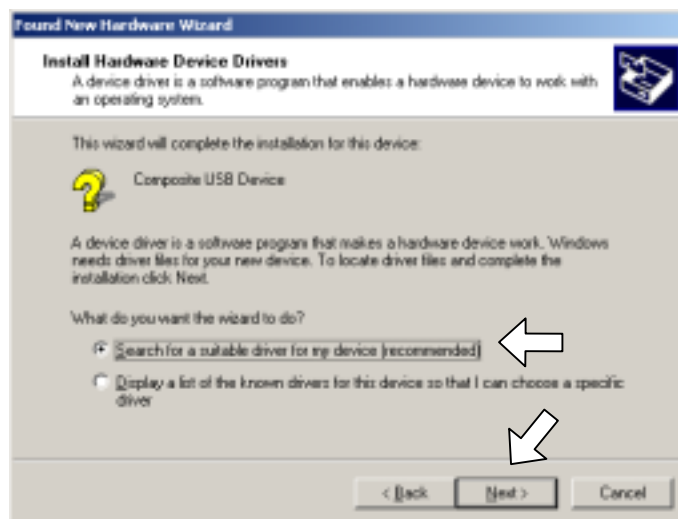 Found New Hardware Wizard
Install Hardware Device Drivers
A device driver is a software program that enables a hardware device to work with
an operating system.
This wizard will complete the installation for this device:
Composite USB Device
A device driver is a software program that makes a hardware device work. Windows
needs driver files for your new device. To locate driver files and complete the
installation click Next.
What do you want the wizard to do?
Search for a suitable driver for my device (recommended)
Display a list of the known drivers for this device so that I can choose a specific
driver
< Back Next > Cancel